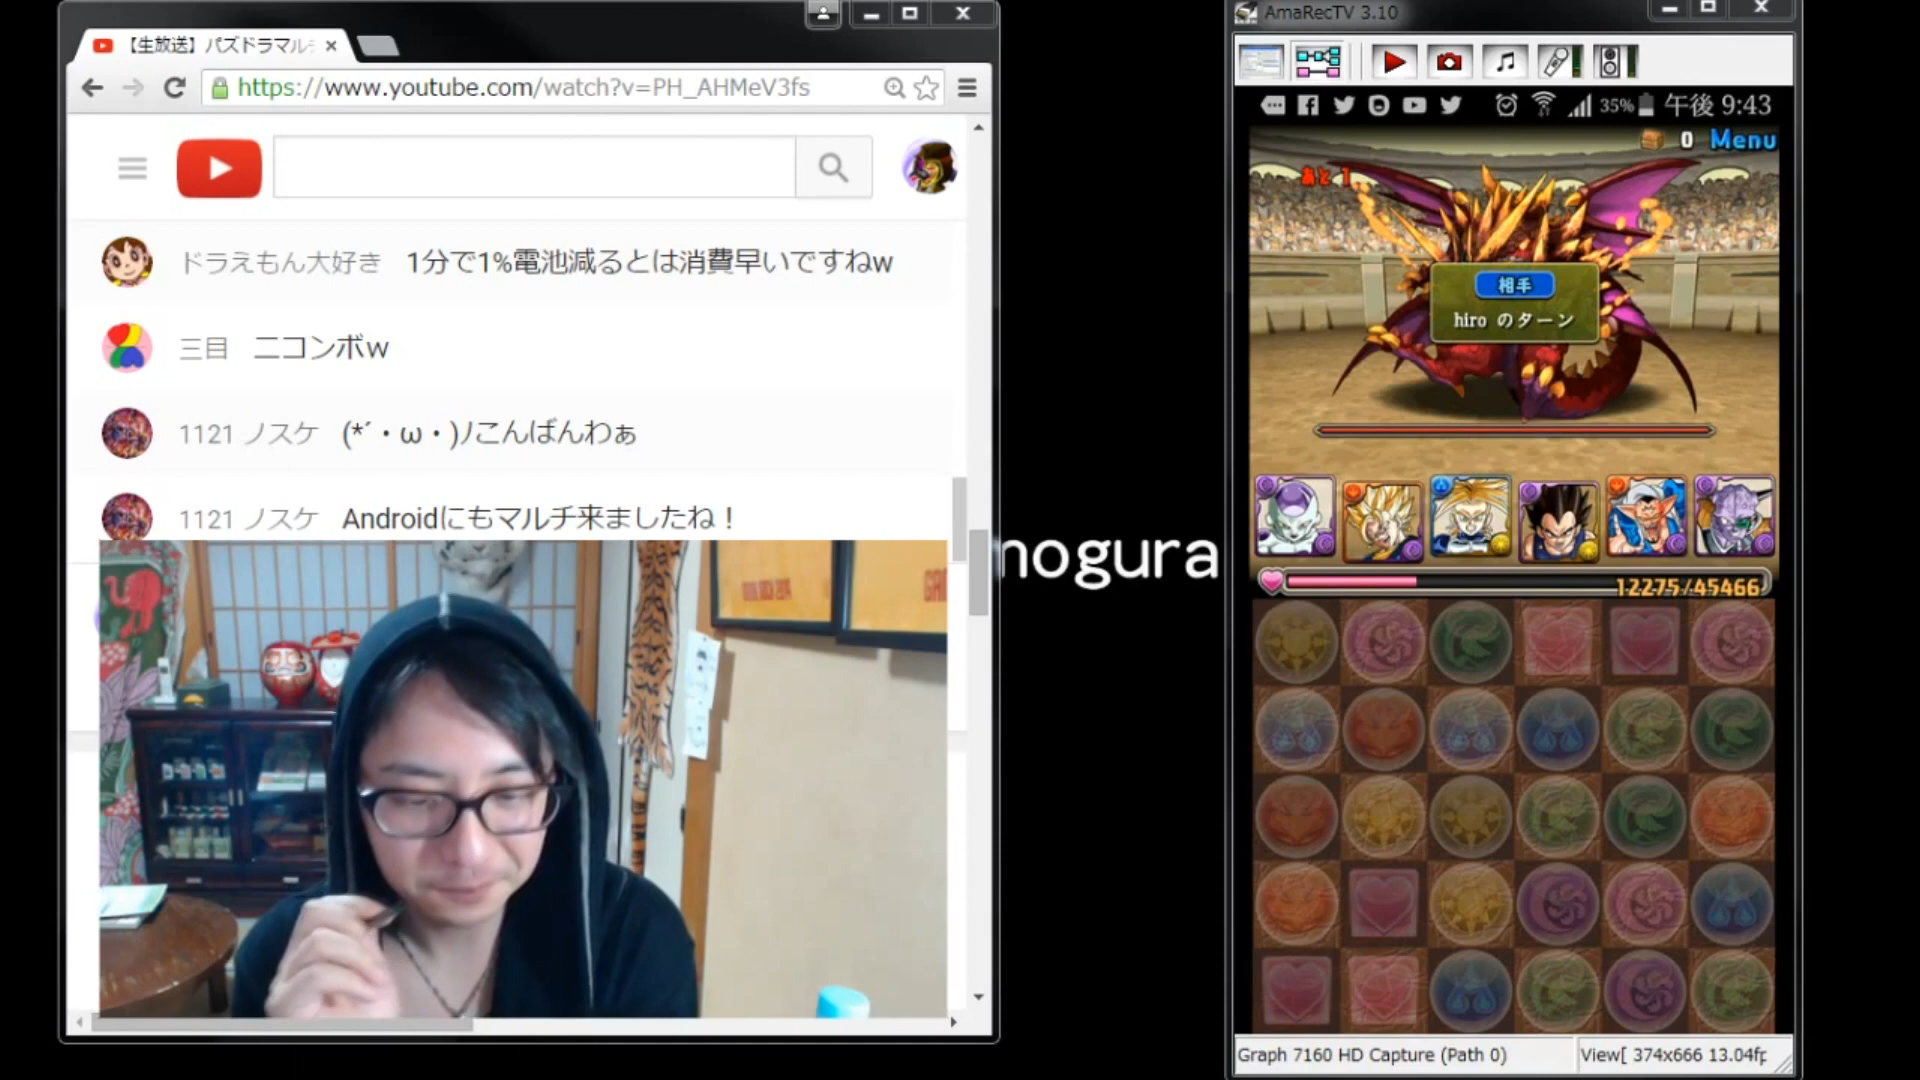 【生放送】パズドラマル
https://www.youtube.com/watch?v=PH_AHMeV3fs
ドラえもん大好き 1分で1%電池減るとは消費早いですねw
三目 二コンボw
1121 ノスケ (*´・ω・)ﾉこんばんわぁ
1121 ノスケ Androidにもマルチ来ましたね！
nogura
AmaRecTV 3.10
35% 午後 9:43
0 Menu
あと 1
相手
hiro のターン
12275/45466
Graph 7160 HD Capture (Path 0)
View[ 374x666 13.04fp